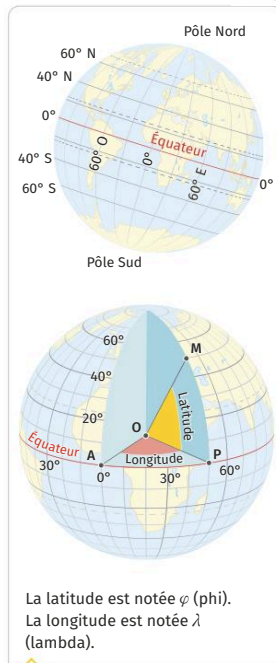 Pôle Nord
60° N
40° N
0°
Équateur
40° S
60° S
60° O
0°
60° E
0°
Pôle Sud
60°
M
40°
20°
Latitude
O
Équateur
A
Longitude
P
30°
0°
30°
60°
La latitude est notée φ (phi).
La longitude est notée λ
(lambda).